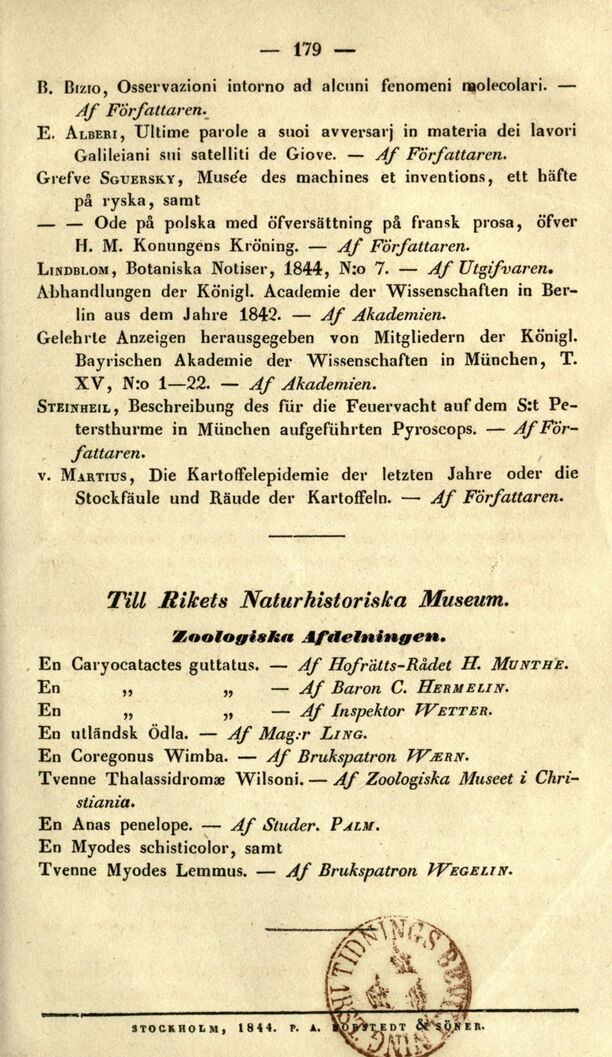 — 179 —
B. Bizio, Osservazioni intorno ad alcuni fenomeni molecolari. —
Af Författaren.
E. Alberi, Ultime parole a suoi avversarj in materia dei lavori
Galileiani sui satelliti de Giove. — Af Författaren.
Grefve Sguersky, Musée des machines et inventions, ett häfte
på ryska, samt
— — Ode på polska med öfversättning på fransk prosa, öfver
H. M. Konungens Kröning. — Af Författaren.
Lindblom, Botaniska Notiser, 1844, N:o 7. — Af Utgifvaren.
Abhandlungen der Königl. Academie der Wissenschaften in Ber-
lin aus dem Jahre 1842. — Af Akademien.
Gelehrte Anzeigen herausgegeben von Mitgliedern der Königl.
Bayrischen Akademie der Wissenschaften in München, T.
XV, N:o 1—22. — Af Akademien.
Steinheil, Beschreibung des für die Feuervacht auf dem S:t Pe-
tersthurme in München aufgeführten Pyroscops. — Af För-
fattaren.
v. Martius, Die Kartoffelepidemie der letzten Jahre oder die
Stockfäule und Räude der Kartoffeln. — Af Författaren.
Till Rikets Naturhistoriska Museum.
Zoologiska Afdelningen.
En Caryocatactes guttatus. — Af Hofrätts-Rådet H. Munthe.
En „ „ — Af Baron C. Hermelin.
En „ „ — Af Inspektor Wetter.
En utländsk Ödla. — Af Mag:r Ling.
En Coregonus Wimba. — Af Brukspatron Wærn.
Tvenne Thalassidromæ Wilsoni. — Af Zoologiska Museet i Chri-
stiania.
En Anas penelope. — Af Studer. Palm.
En Myodes schisticolor, samt
Tvenne Myodes Lemmus. — Af Brukspatron Wegelin.
TIDNINGS
STOCKHOLM, 1844. P. A. NORSTEDT & SÖNER.